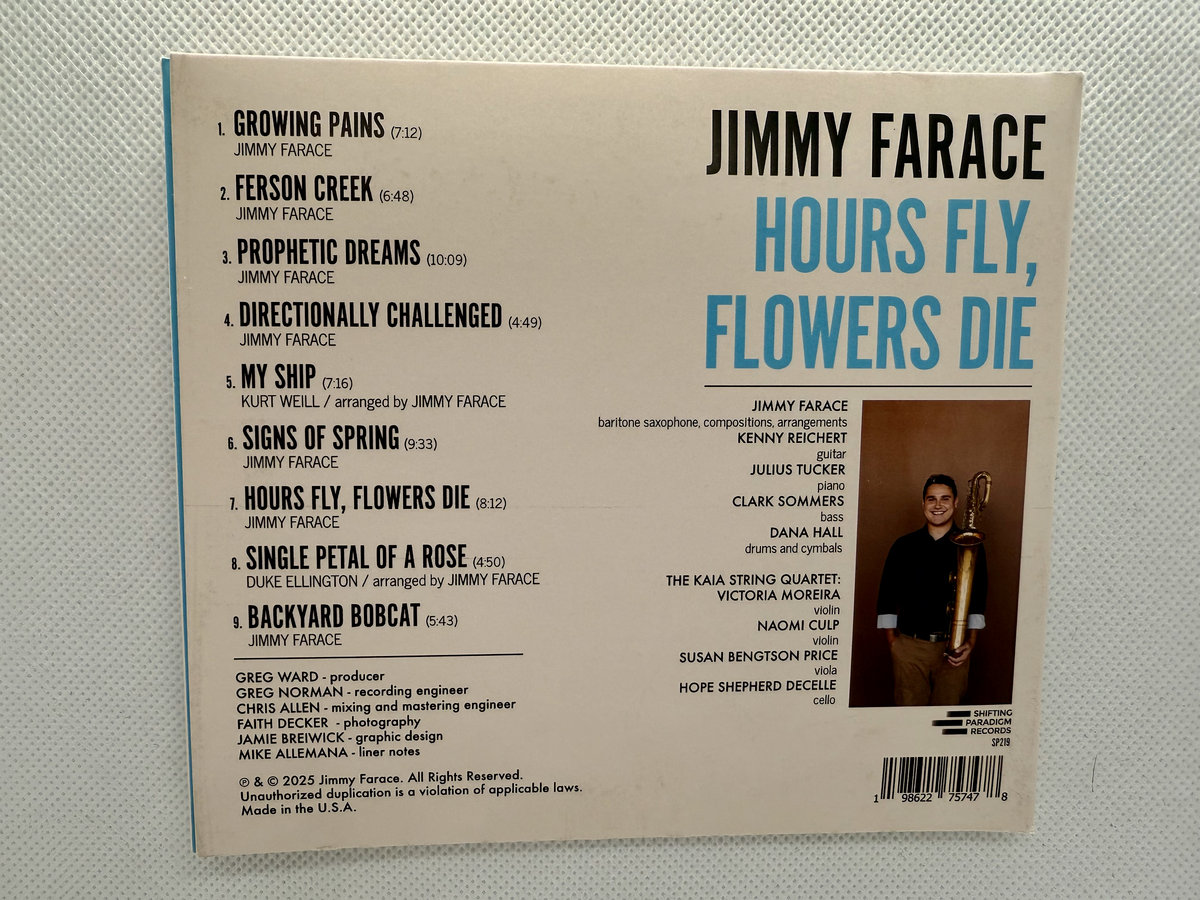 1. GROWING PAINS (7:12)
JIMMY FARACE
2. FERSON CREEK (6:48)
JIMMY FARACE
3. PROPHETIC DREAMS (10:09)
JIMMY FARACE
4. DIRECTIONALLY CHALLENGED (4:49)
JIMMY FARACE
5. MY SHIP (7:16)
KURT WEILL / arranged by JIMMY FARACE
6. SIGNS OF SPRING (9:33)
JIMMY FARACE
7. HOURS FLY, FLOWERS DIE (8:12)
JIMMY FARACE
8. SINGLE PETAL OF A ROSE (4:50)
DUKE ELLINGTON / arranged by JIMMY FARACE
9. BACKYARD BOBCAT (5:43)
JIMMY FARACE
GREG WARD - producer
GREG NORMAN - recording engineer
CHRIS ALLEN - mixing and mastering engineer
FAITH DECKER - photography
JAMIE BREIWICK - graphic design
MIKE ALLEMANA - liner notes
℗ & © 2025 Jimmy Farace. All Rights Reserved.
Unauthorized duplication is a violation of applicable laws.
Made in the U.S.A.
JIMMY FARACE
HOURS FLY,
FLOWERS DIE
JIMMY FARACE
baritone saxophone, compositions, arrangements
KENNY REICHERT
guitar
JULIUS TUCKER
piano
CLARK SOMMERS
bass
DANA HALL
drums and cymbals
THE KAIA STRING QUARTET:
VICTORIA MOREIRA
violin
NAOMI CULP
violin
SUSAN BENGTSON PRICE
viola
HOPE SHEPHERD DECELLE
cello
SHIFTING
PARADIGM
RECORDS
SP219
1 98622 75747 8